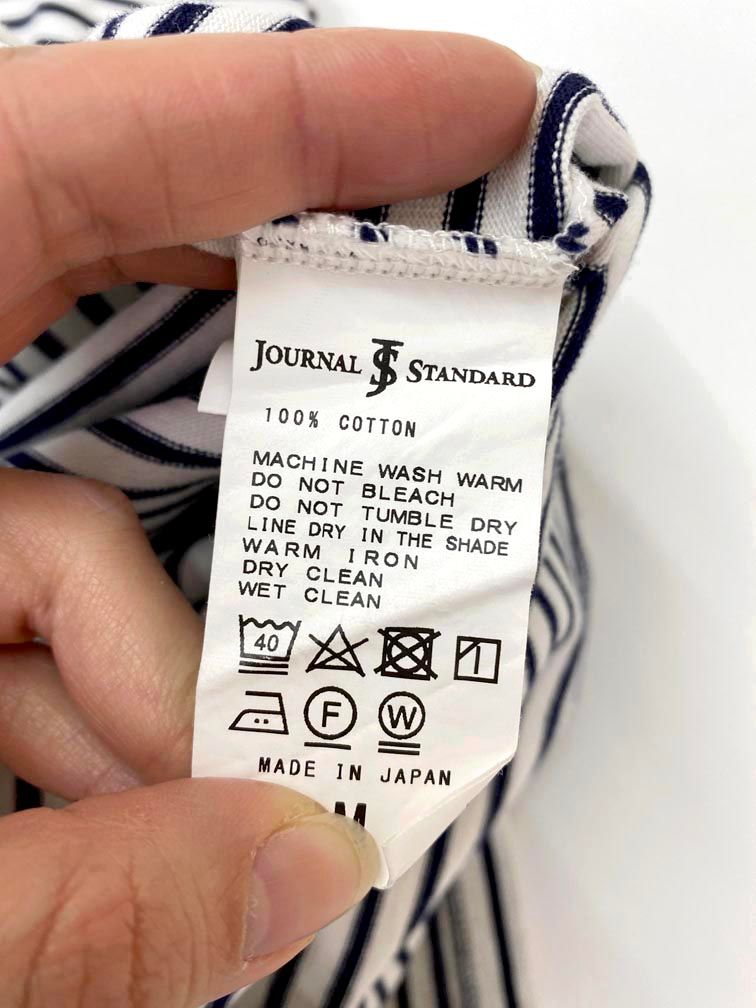 JOURNAL JS STANDARD
100% COTTON
MACHINE WASH WARM
DO NOT BLEACH
DO NOT TUMBLE DRY
LINE DRY IN THE SHADE
WARM IRON
DRY CLEAN
WET CLEAN
40
F W
MADE IN JAPAN
M